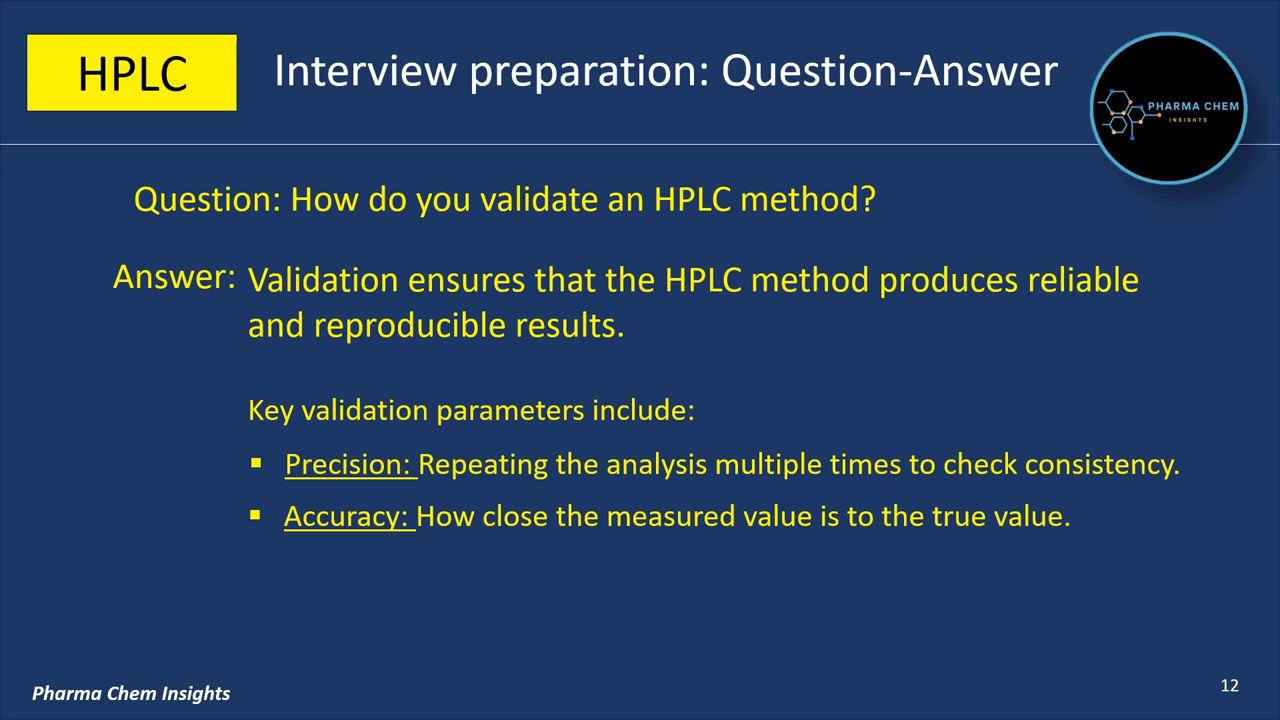 HPLC
Interview preparation: Question-Answer
PHARMA CHEM
INSIGHTS
Question: How do you validate an HPLC method?
Answer: Validation ensures that the HPLC method produces reliable
and reproducible results.
Key validation parameters include:
▪ Precision: Repeating the analysis multiple times to check consistency.
▪ Accuracy: How close the measured value is to the true value.
Pharma Chem Insights
12